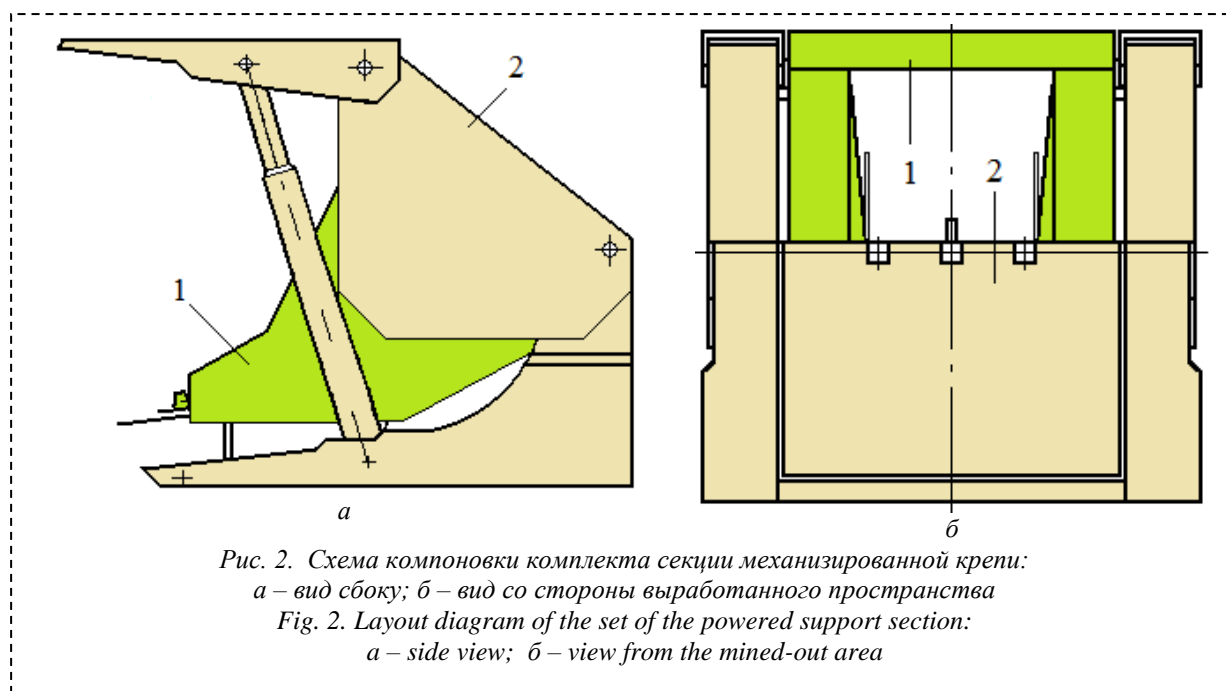 2
1
1
2
а
б
Рис. 2. Схема компоновки комплекта секции механизированной крепи:
а – вид сбоку; б – вид со стороны выработанного пространства
Fig. 2. Layout diagram of the set of the powered support section:
a – side view; б – view from the mined-out area